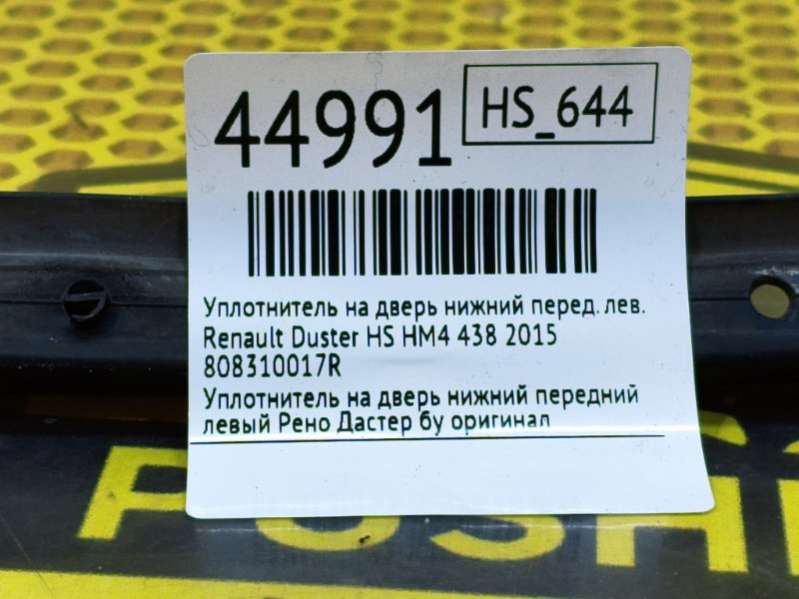 44991
HS_644
Уплотнитель на дверь нижний перед. лев.
Renault Duster HS HM4 438 2015
808310017R
Уплотнитель на дверь нижний передний
левый Рено Дастер бу оригинал